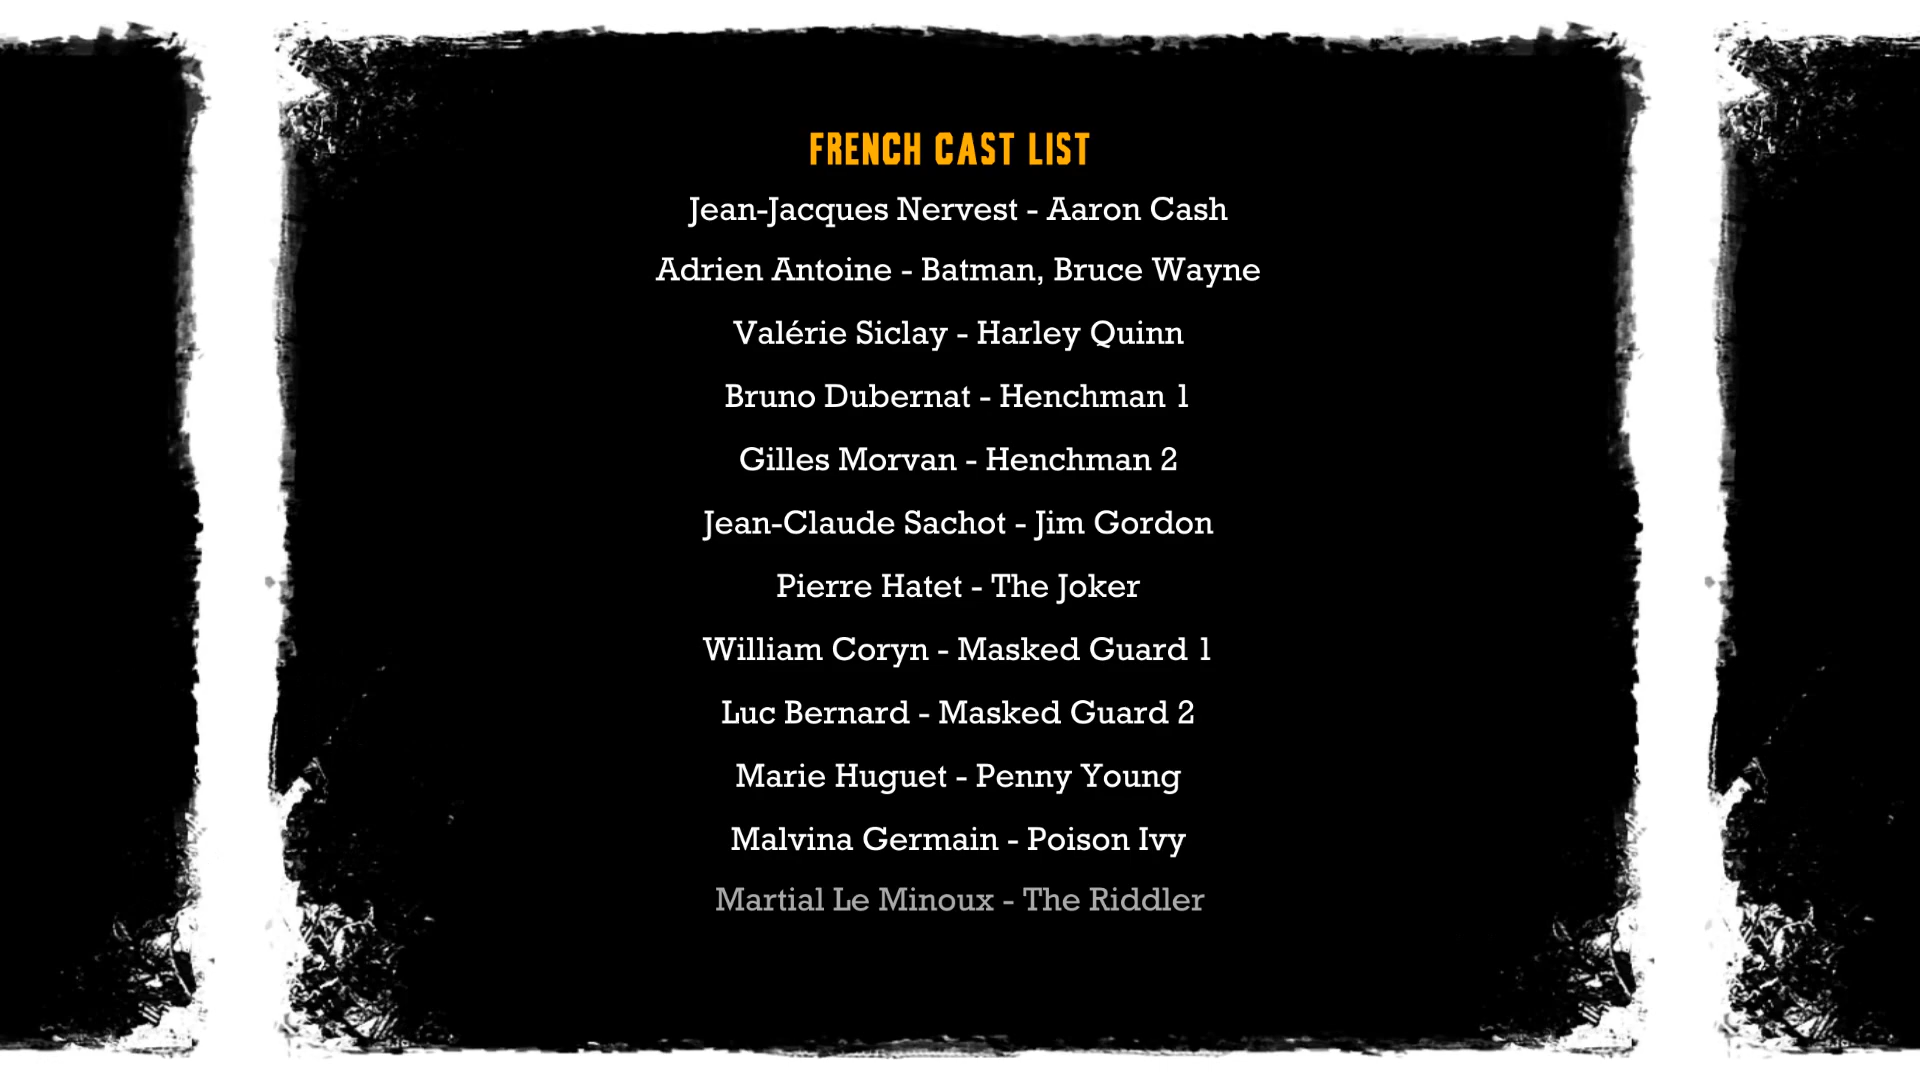 FRENCH CAST LIST
Jean-Jacques Nervest - Aaron Cash
Adrien Antoine - Batman, Bruce Wayne
Valérie Siclay - Harley Quinn
Bruno Dubernat - Henchman 1
Gilles Morvan - Henchman 2
Jean-Claude Sachot - Jim Gordon
Pierre Hatet - The Joker
William Coryn - Masked Guard 1
Luc Bernard - Masked Guard 2
Marie Huguet - Penny Young
Malvina Germain - Poison Ivy
Martial Le Minoux - The Riddler